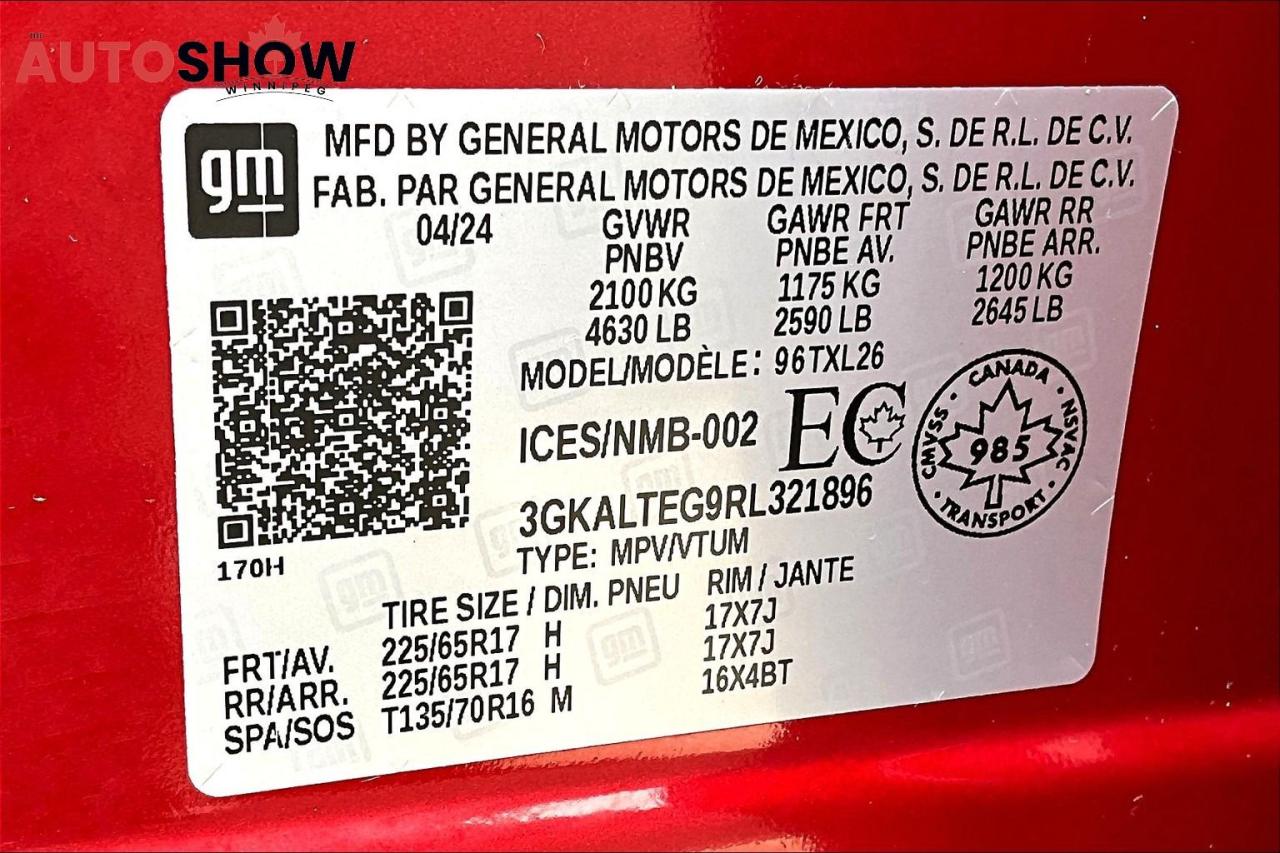 THE
AUTOSHOW
WINNIPEG
gm
MFD BY GENERAL MOTORS DE MEXICO, S. DE R.L. DE C.V.
FAB. PAR GENERAL MOTORS DE MEXICO, S. DE R.L. DE C.V.
04/24 GVWR GAWR FRT GAWR RR
PNBV PNBE AV. PNBE ARR.
2100 KG 1175 KG 1200 KG
4630 LB 2590 LB 2645 LB
MODEL/MODÈLE: 96TXL26
ICES/NMB-002 EC
CANADA
CMVSS · NSVAC
985
TRANSPORT
3GKALTEG9RL321896
TYPE: MPV/VTUM
170H
TIRE SIZE / DIM. PNEU RIM / JANTE
FRT/AV. 225/65R17 H 17X7J
RR/ARR. 225/65R17 H 17X7J
SPA/SOS T135/70R16 M 16X4BT